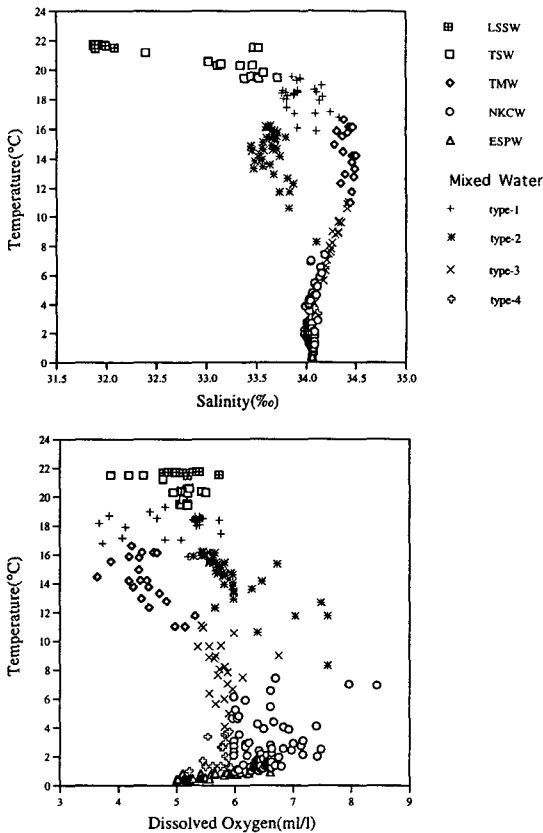 24
22
20
18
16
14
12
10
8
6
4
2
0
Temperature(°C)
31.5 32.0 32.5 33.0 33.5 34.0 34.5 35.0
Salinity(‰)
LSSW
TSW
TMW
NKCW
ESPW
Mixed Water
type-1
type-2
type-3
type-4
24
22
20
18
16
14
12
10
8
6
4
2
0
Temperature(°C)
3 4 5 6 7 8 9
Dissolved Oxygen(ml/l)